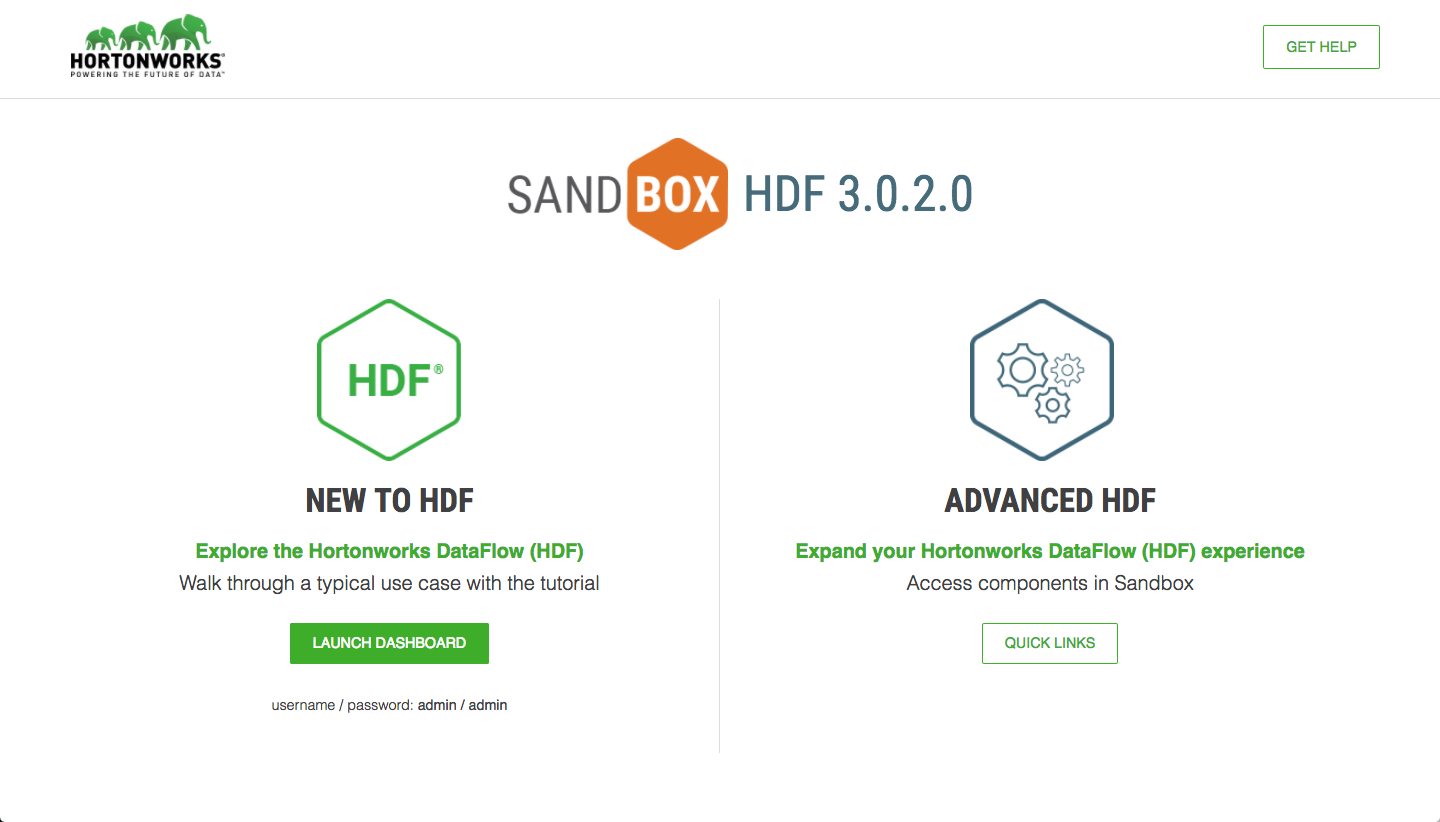 HORTONWORKS®
POWERING THE FUTURE OF DATA™
GET HELP
SANDBOX HDF 3.0.2.0
HDF®
NEW TO HDF
Explore the Hortonworks DataFlow (HDF)
Walk through a typical use case with the tutorial
LAUNCH DASHBOARD
username / password: admin / admin
ADVANCED HDF
Expand your Hortonworks DataFlow (HDF) experience
Access components in Sandbox
QUICK LINKS